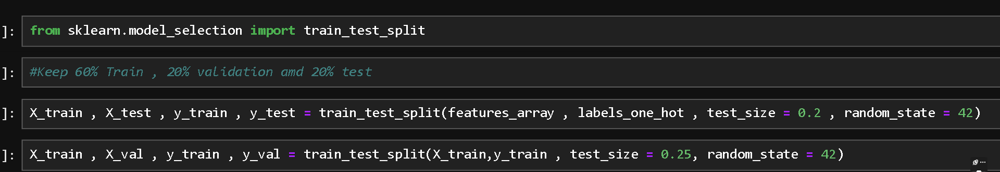 ]: from sklearn.model_selection import train_test_split
]: #Keep 60% Train , 20% validation amd 20% test
]: X_train , X_test , y_train , y_test = train_test_split(features_array , labels_one_hot , test_size = 0.2 , random_state = 42)
]: X_train , X_val , y_train , y_val = train_test_split(X_train,y_train , test_size = 0.25, random_state = 42)